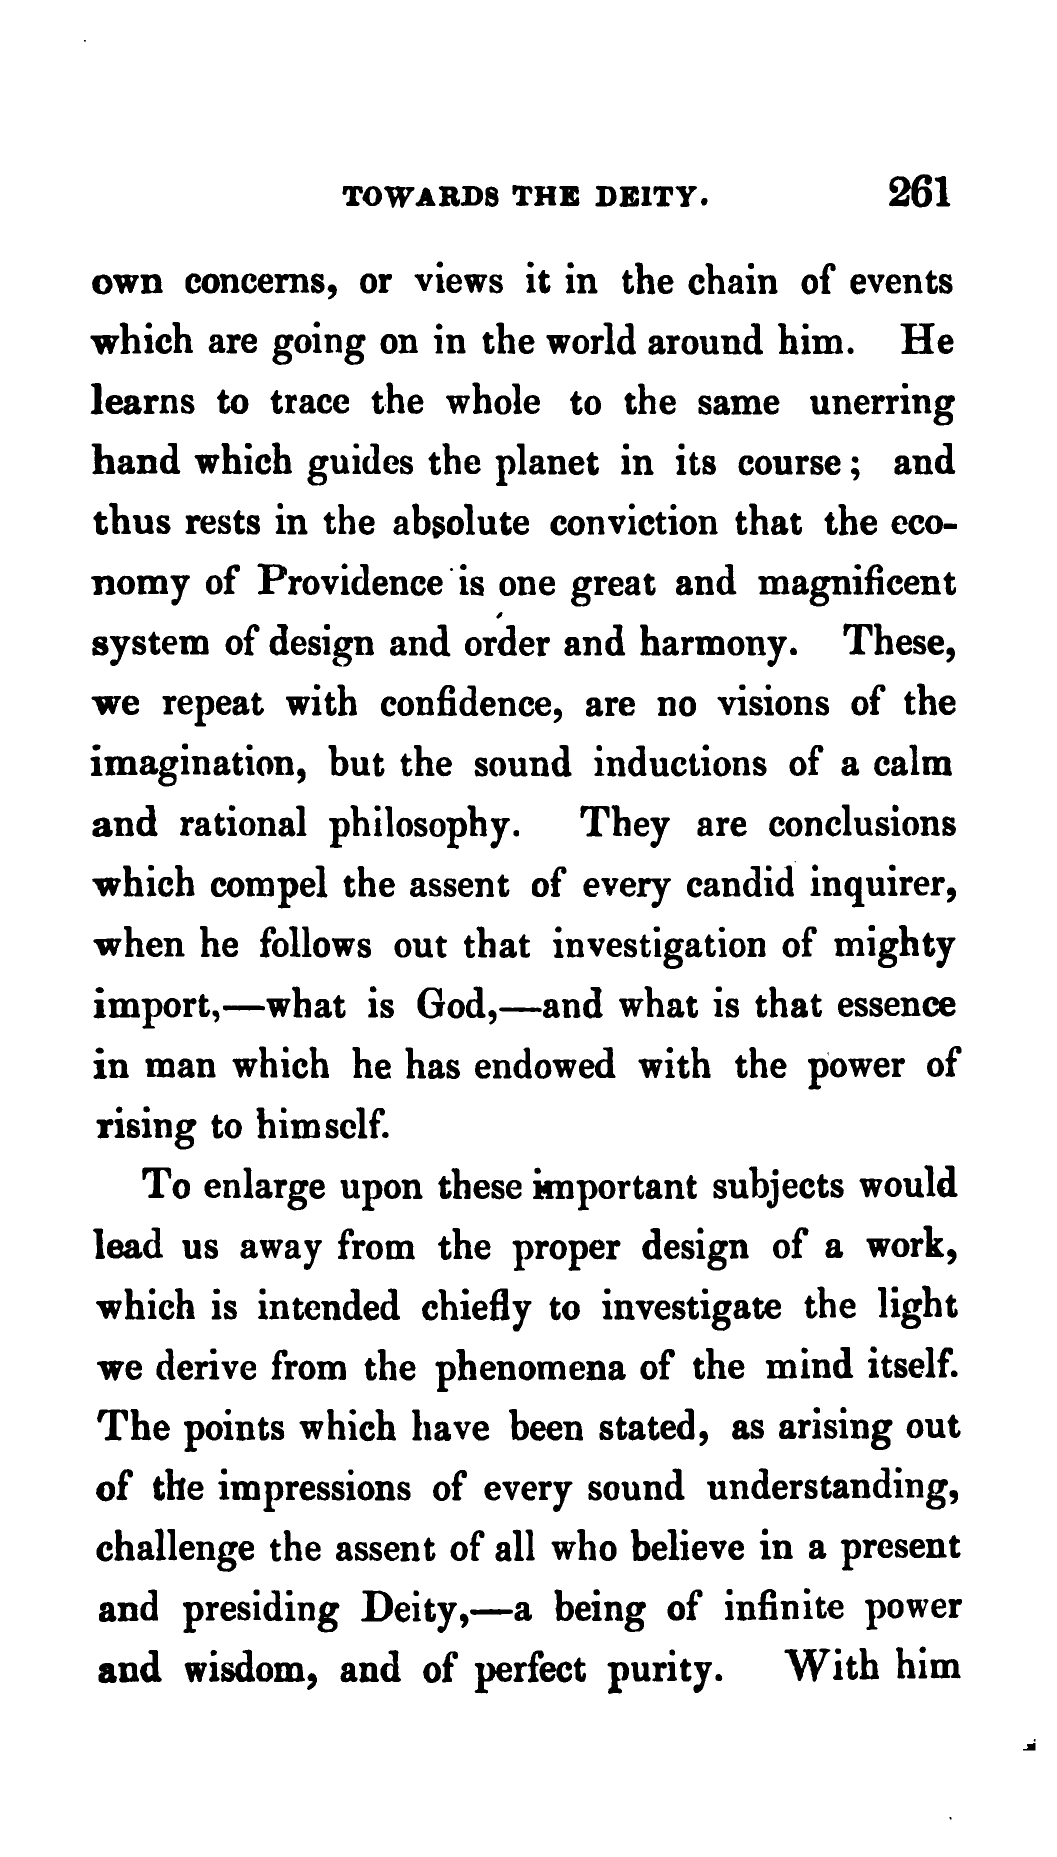 TOWARDS THE DEITY. 261
own concerns, or views it in the chain of events
which are going on in the world around him. He
learns to trace the whole to the same unerring
hand which guides the planet in its course; and
thus rests in the absolute conviction that the eco-
nomy of Providence is one great and magnificent
system of design and order and harmony. These,
we repeat with confidence, are no visions of the
imagination, but the sound inductions of a calm
and rational philosophy. They are conclusions
which compel the assent of every candid inquirer,
when he follows out that investigation of mighty
import,—what is God,—and what is that essence
in man which he has endowed with the power of
rising to himself.
To enlarge upon these important subjects would
lead us away from the proper design of a work,
which is intended chiefly to investigate the light
we derive from the phenomena of the mind itself.
The points which have been stated, as arising out
of the impressions of every sound understanding,
challenge the assent of all who believe in a present
and presiding Deity,—a being of infinite power
and wisdom, and of perfect purity. With him